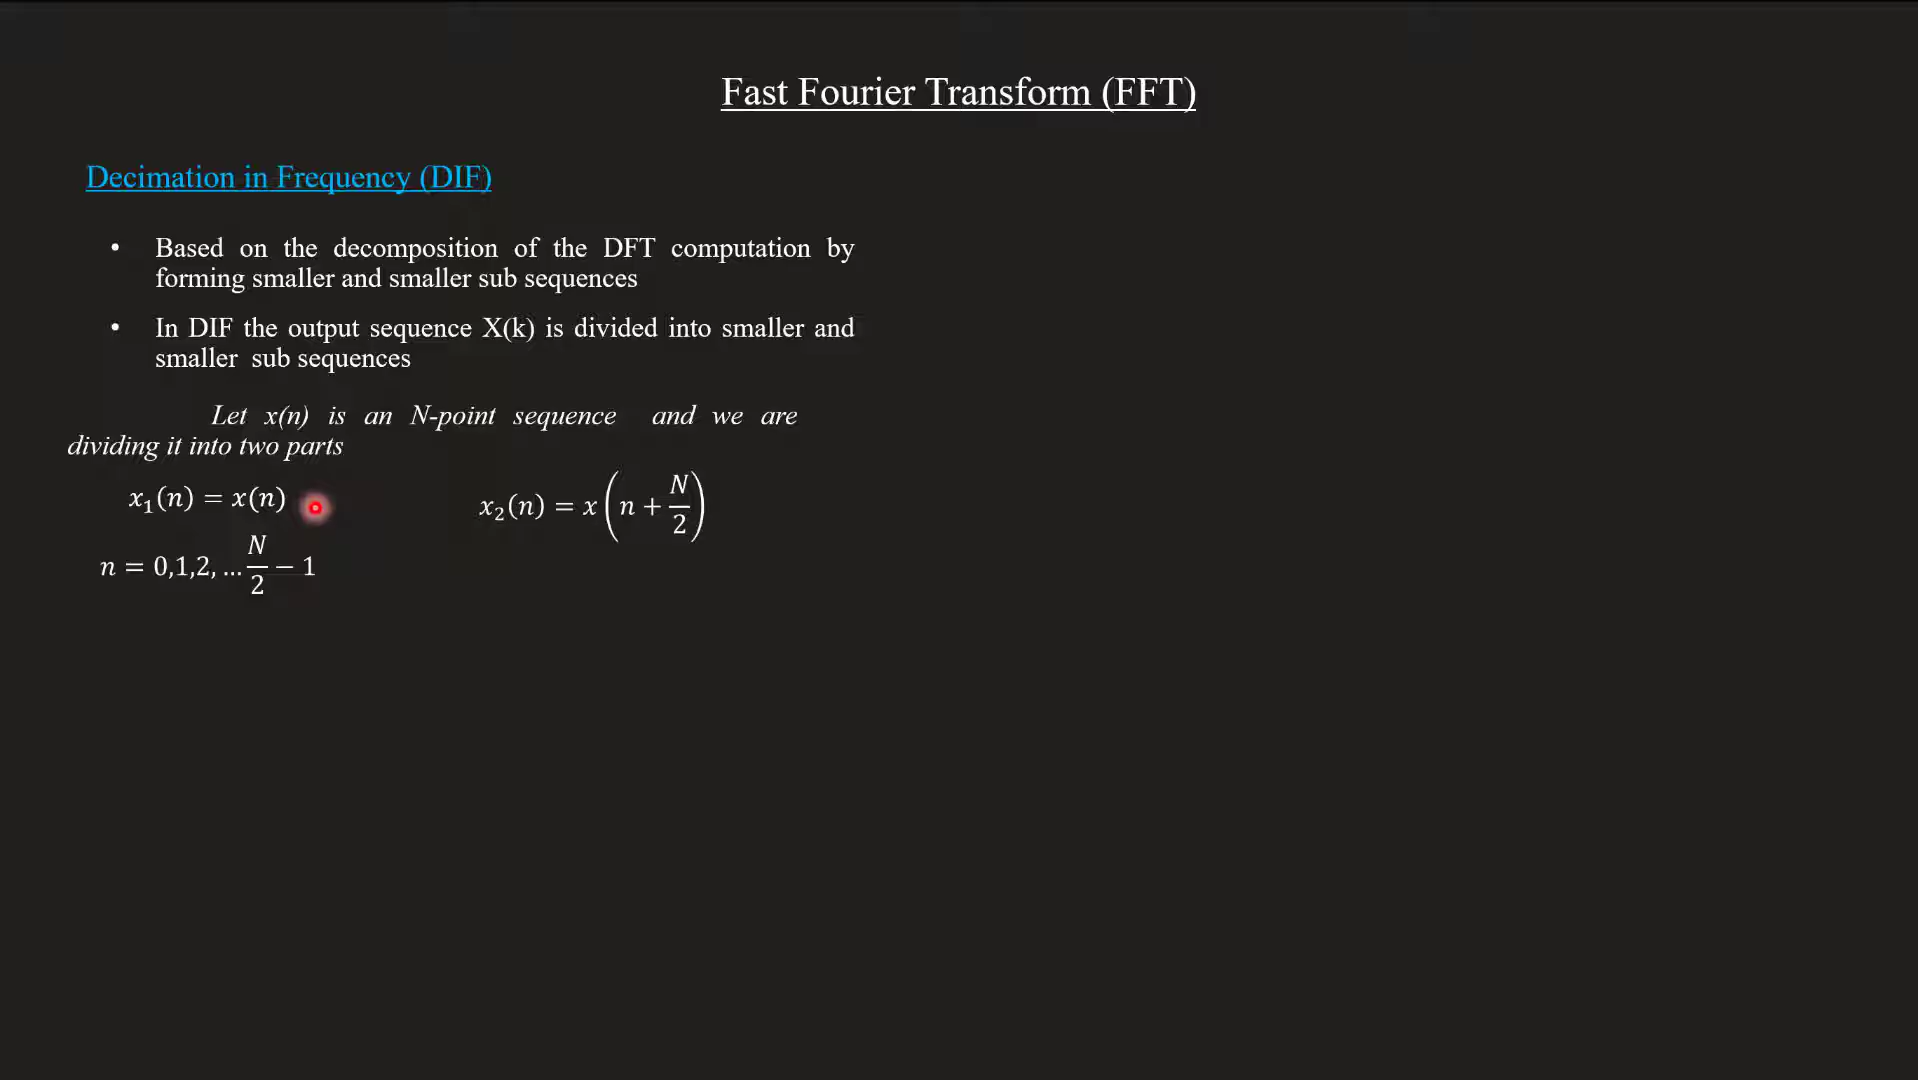 Fast Fourier Transform (FFT)
Decimation in Frequency (DIF)
• Based on the decomposition of the DFT computation by
forming smaller and smaller sub sequences
• In DIF the output sequence X(k) is divided into smaller and
smaller sub sequences
Let x(n) is an N-point sequence and we are
dividing it into two parts
x₁(n) = x(n)
x₂(n) = x(n + N/2)
n = 0,1,2, … N/2 − 1